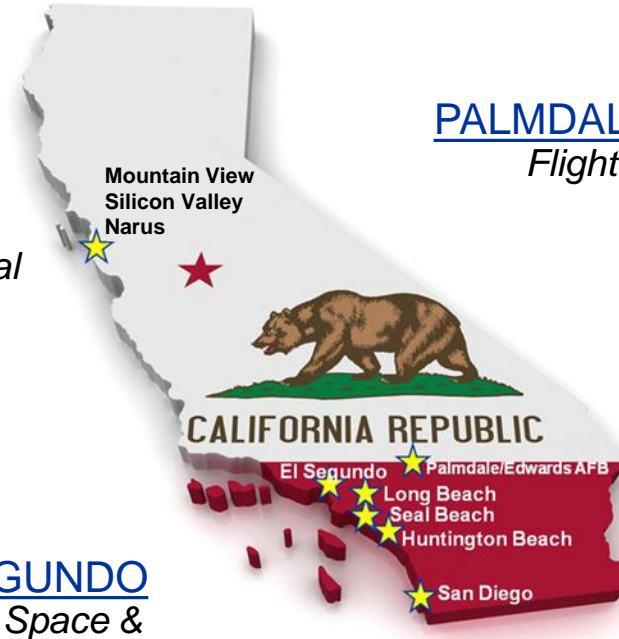 PALMDAL
Flight
Mountain View
Silicon Valley
Narus
al
CALIFORNIA REPUBLIC
El Segundo
Palmdale/Edwards AFB
Long Beach
Seal Beach
Huntington Beach
San Diego
GUNDO
Space &